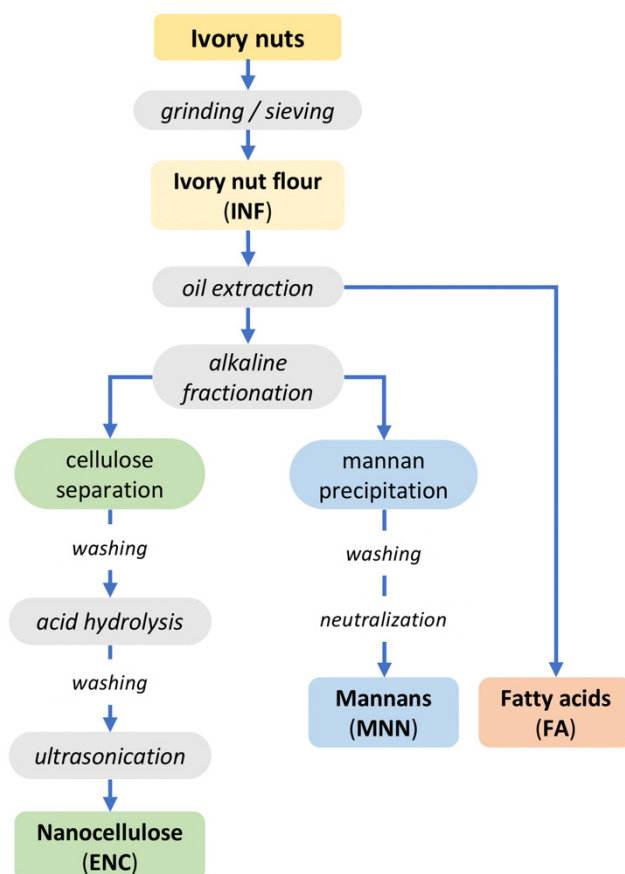 Ivory nuts
grinding / sieving
Ivory nut flour
(INF)
oil extraction
alkaline
fractionation
cellulose
separation
washing
acid hydrolysis
washing
ultrasonication
Nanocellulose
(ENC)
mannan
precipitation
washing
neutralization
Mannans
(MNN)
Fatty acids
(FA)